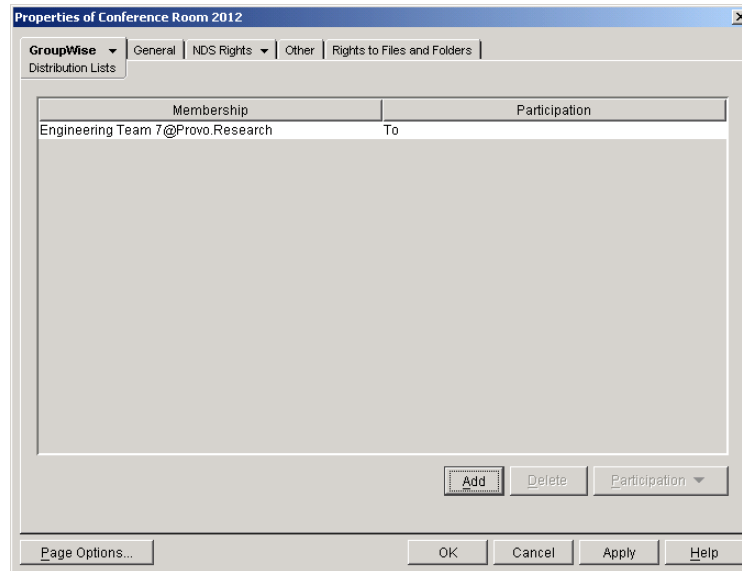 Properties of Conference Room 2012
GroupWise General NDS Rights Other Rights to Files and Folders
Distribution Lists
Membership Participation
Engineering Team 7@Provo.Research To
Add Delete Participation
Page Options... OK Cancel Apply Help